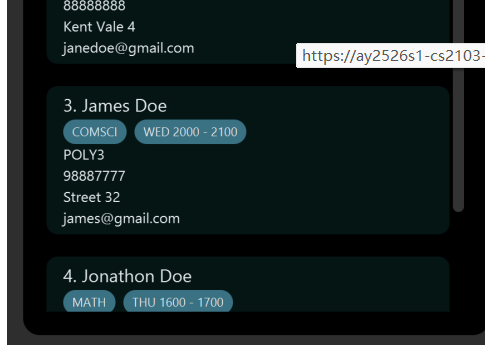 88888888
Kent Vale 4
janedoe@gmail.com
https://ay2526s1-cs2103-
3. James Doe
COMSCI WED 2000 - 2100
POLY3
98887777
Street 32
james@gmail.com
4. Jonathon Doe
MATH THU 1600 - 1700